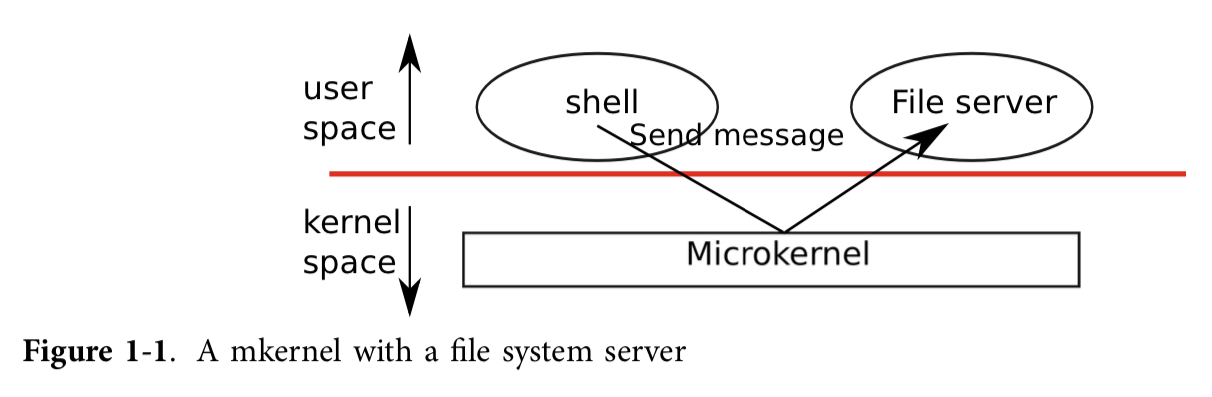 user
space
shell
File server
Send message
kernel
space
Microkernel
Figure 1-1. A mkernel with a file system server